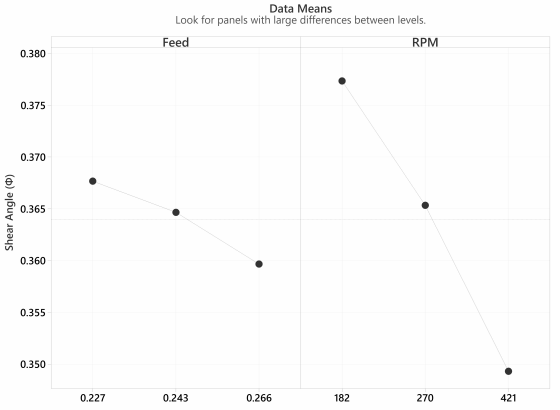 Data Means
Look for panels with large differences between levels.
Feed RPM
Shear Angle (Φ)
0.380
0.375
0.370
0.365
0.360
0.355
0.350
0.227 0.243 0.266 182 270 421